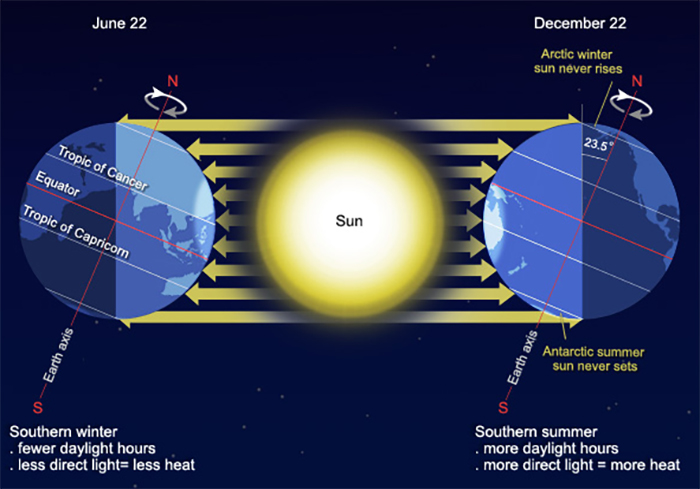 June 22
December 22
Arctic winter
sun never rises
N
N
23.5°
Tropic of Cancer
Equator
Tropic of Capricorn
Sun
Earth axis
S
Earth axis
S
Antarctic summer
sun never sets
Southern winter
. fewer daylight hours
. less direct light= less heat
Southern summer
. more daylight hours
. more direct light = more heat